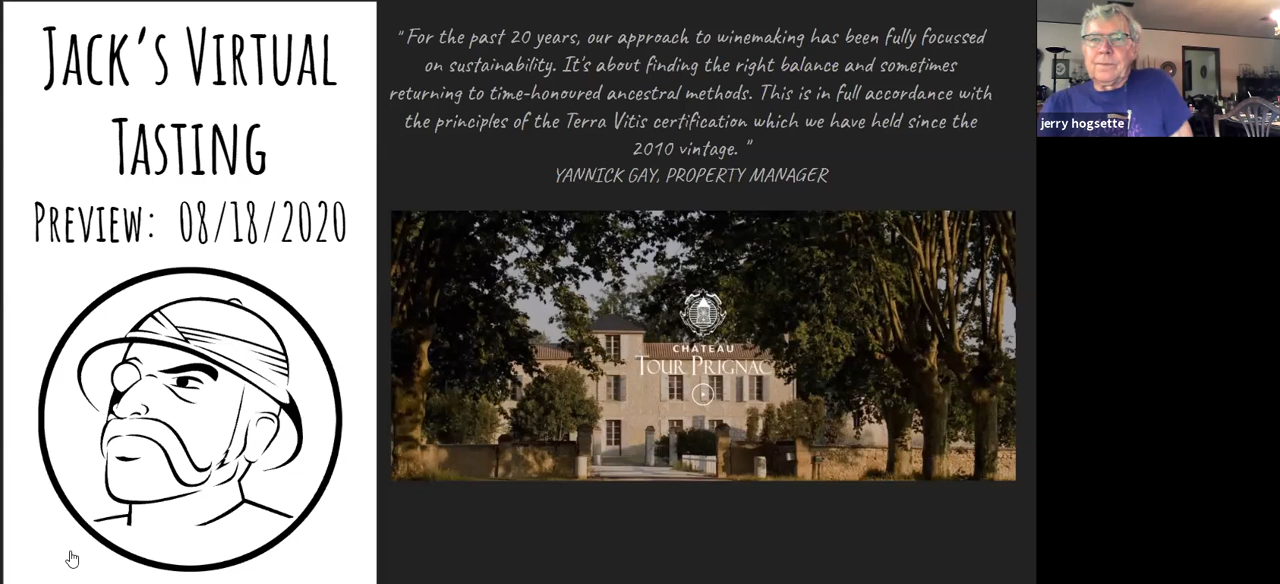 Jack's Virtual
Tasting
Preview: 08/18/2020
" For the past 20 years, our approach to winemaking has been fully focussed
on sustainability. It's about finding the right balance and sometimes
returning to time-honoured ancestral methods. This is in full accordance with
the principles of the Terra Vitis certification which we have held since the
2010 vintage. "
YANNICK GAY, PROPERTY MANAGER
CHÂTEAU
TOUR PRIGNAC
jerry hogsette